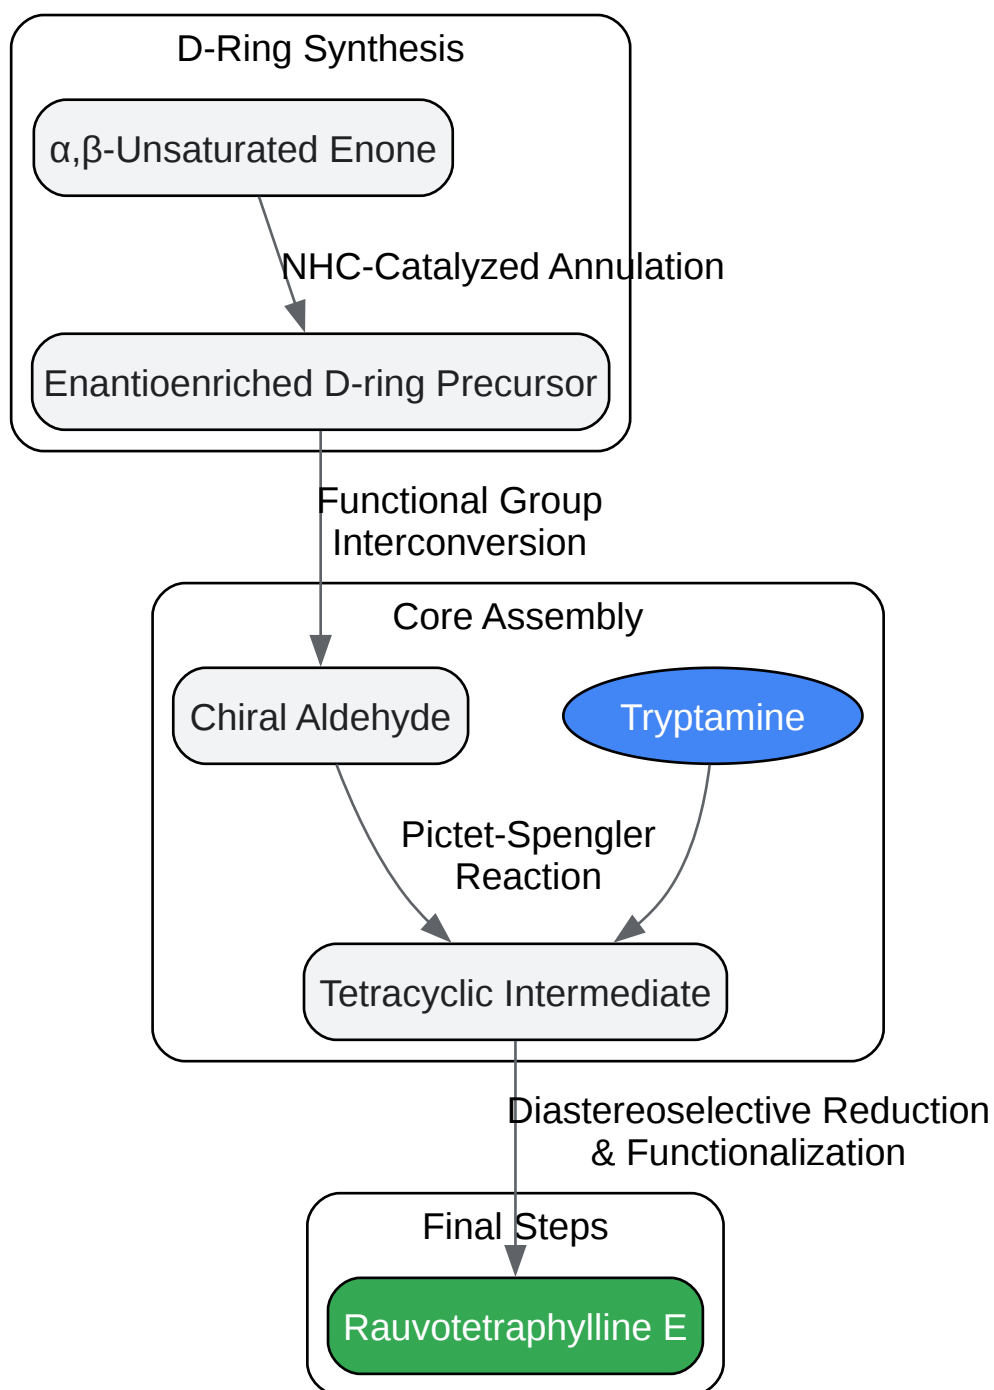 D-Ring Synthesis
α,β-Unsaturated Enone
NHC-Catalyzed Annulation
Enantioenriched D-ring Precursor
Functional Group
Interconversion
Core Assembly
Chiral Aldehyde
Tryptamine
Pictet-Spengler
Reaction
Tetracyclic Intermediate
Diastereoselective Reduction
& Functionalization
Final Steps
Rauvotetraphylline E